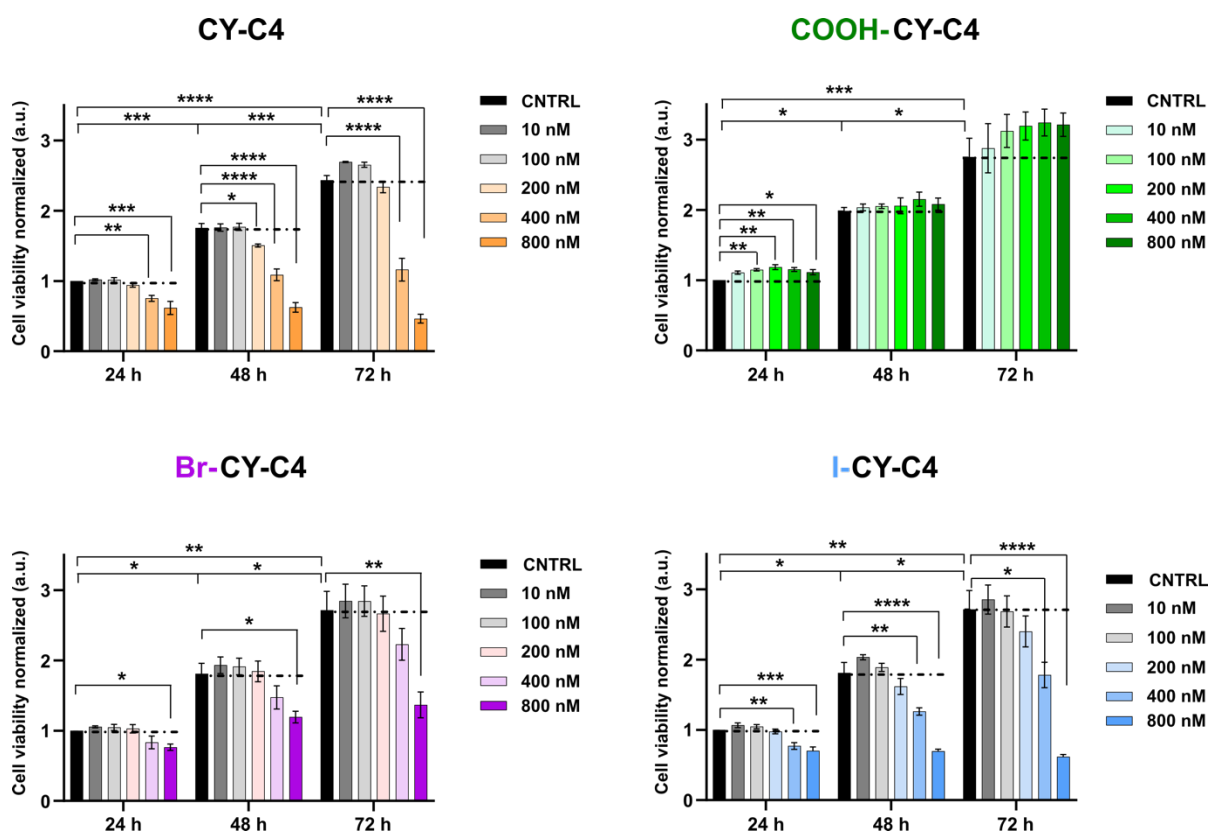 CY-C4
Cell viability normalized (a.u.)
3
2
1
0
24 h
48 h
72 h
****
***
***
***
**
****
****
*
****
****
CNTRL
10 nM
100 nM
200 nM
400 nM
800 nM
COOH-CY-C4
Cell viability normalized (a.u.)
3
2
1
0
24 h
48 h
72 h
***
*
*
*
**
**
**
CNTRL
10 nM
100 nM
200 nM
400 nM
800 nM
Br-CY-C4
Cell viability normalized (a.u.)
3
2
1
0
24 h
48 h
72 h
**
*
*
*
*
**
CNTRL
10 nM
100 nM
200 nM
400 nM
800 nM
I-CY-C4
Cell viability normalized (a.u.)
3
2
1
0
24 h
48 h
72 h
**
*
*
***
**
****
**
****
*
CNTRL
10 nM
100 nM
200 nM
400 nM
800 nM